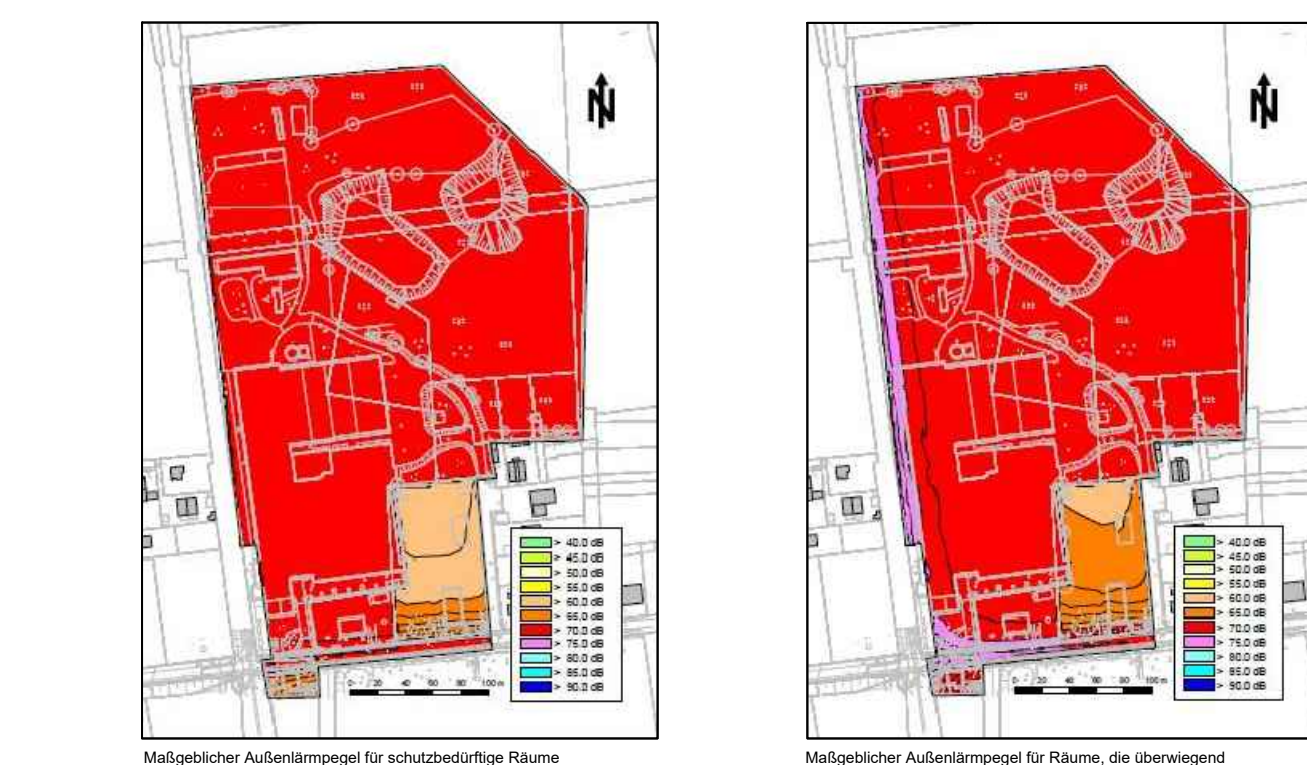 N
> 40.0 dB
> 45.0 dB
> 50.0 dB
> 55.0 dB
> 60.0 dB
> 65.0 dB
> 70.0 dB
> 75.0 dB
> 80.0 dB
> 85.0 dB
> 90.0 dB
0 20 40 60 80 100 m
Maßgeblicher Außenlärmpegel für schutzbedürftige Räume
N
> 40.0 dB
> 45.0 dB
> 50.0 dB
> 55.0 dB
> 60.0 dB
> 65.0 dB
> 70.0 dB
> 75.0 dB
> 80.0 dB
> 85.0 dB
> 90.0 dB
0 20 40 60 80 100 m
Maßgeblicher Außenlärmpegel für Räume, die überwiegend